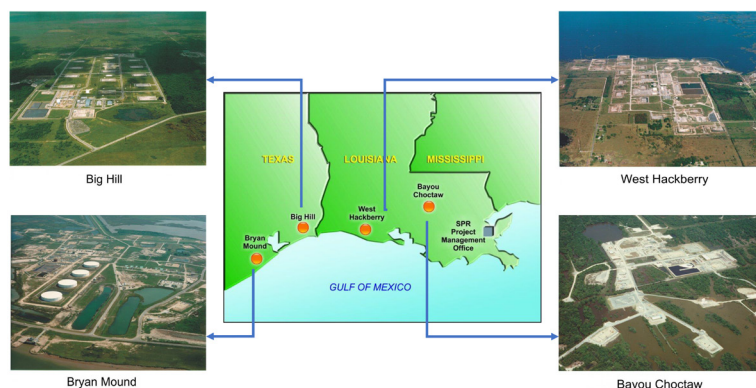 Big Hill
West Hackberry
TEXAS
LOUISIANA
MISSISSIPPI
Bayou
Choctaw
West
Hackberry
Big Hill
SPR
Project
Management
Office
Bryan
Mound
GULF OF MEXICO
Bryan Mound
Bayou Choctaw